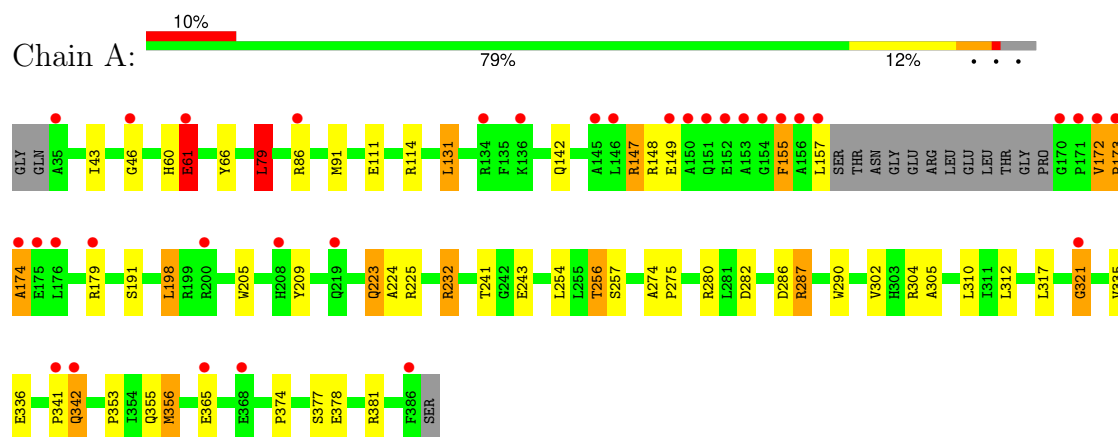 10%
Chain A:
79% 12% • • •
GLY GLN A35 I43 G46 H60 E61 Y66 L79 R86 M91 E111 R114 L131 R134 F135 K136 Q142 A145 L146 R147 R148 E149 A150 Q151 E152 A153 G154 F155 A156 L157 SER THR ASN GLY GLU ARG LEU GLU LEU THR GLY PRO G170 P171 V172
A174 E175 L176 R179 S191 L198 R199 R200 W205 H208 Y209 Q219 Q223 A224 R225 R232 T241 G242 E243 L254 L255 T256 S257 A274 P275 R280 L281 D282 D286 R287 W290 V302 H303 R304 A305 L310 I311 L312 L317 G321
E336 P341 Q342 P353 I354 Q355 M356 E365 E368 P374 S377 E378 R381 F386 SER